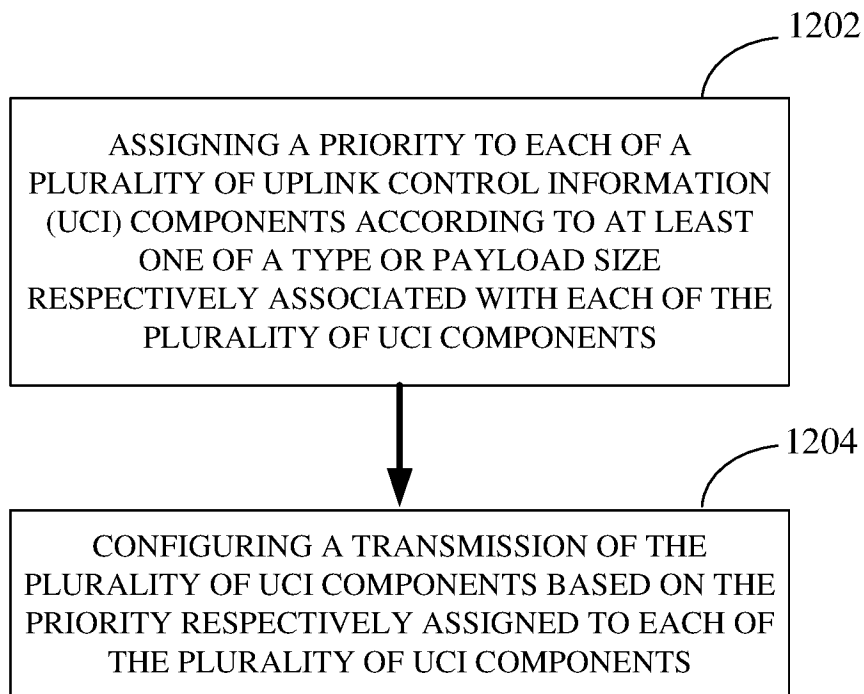 1202
ASSIGNING A PRIORITY TO EACH OF A
PLURALITY OF UPLINK CONTROL INFORMATION
(UCI) COMPONENTS ACCORDING TO AT LEAST
ONE OF A TYPE OR PAYLOAD SIZE
RESPECTIVELY ASSOCIATED WITH EACH OF THE
PLURALITY OF UCI COMPONENTS
1204
CONFIGURING A TRANSMISSION OF THE
PLURALITY OF UCI COMPONENTS BASED ON THE
PRIORITY RESPECTIVELY ASSIGNED TO EACH OF
THE PLURALITY OF UCI COMPONENTS